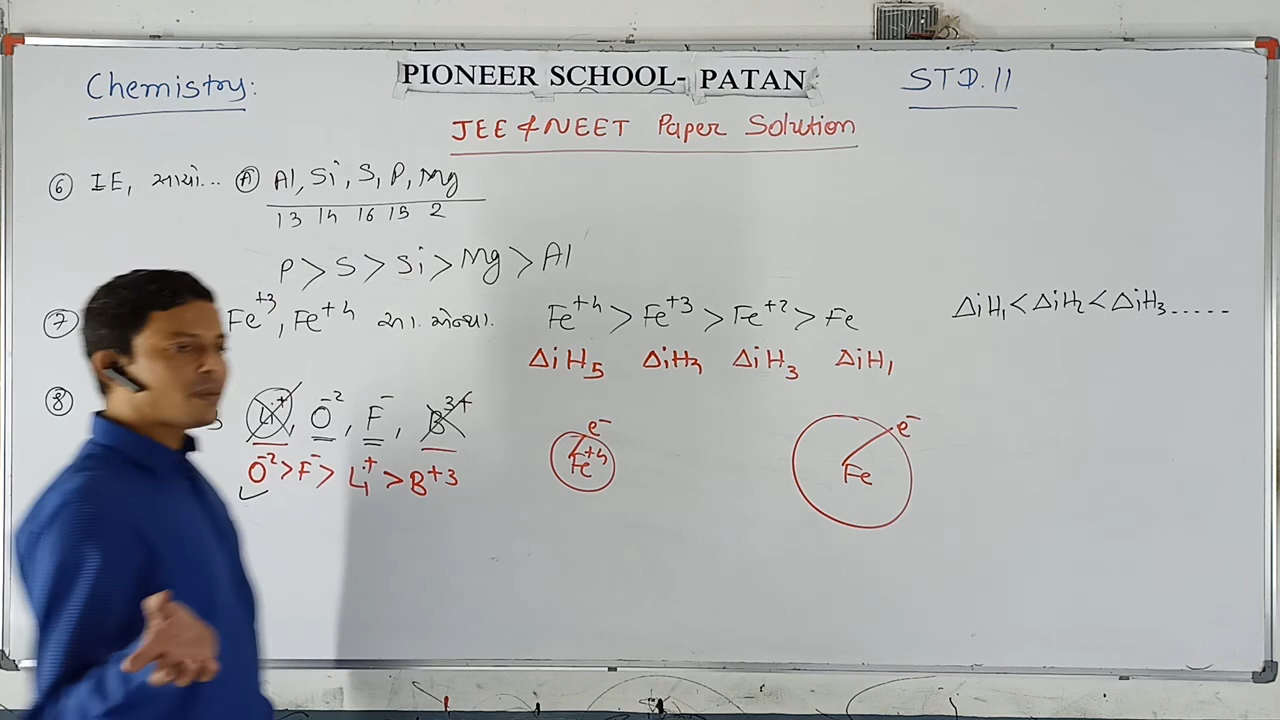 Chemistry:
PIONEER SCHOOL- PATAN
STD. 11
JEE & NEET Paper Solution
⑥ IE, સાચો... Ⓐ Al, Si, S, P, Mg
13 14 16 15 2
P > S > Si > Mg > Al
⑦ Fe⁺³, Fe⁺⁴ આ. એન્થા.
Fe⁺⁴ > Fe⁺³ > Fe⁺² > Fe
ΔiH₁ < ΔiH₂ < ΔiH₃.....
ΔiH₅ ΔiH₄ ΔiH₃ ΔiH₁
⑧ Li⁺, O⁻², F⁻, B³⁺
O⁻² > F⁻ > Li⁺ > B⁺³
e⁻
Fe⁺⁴
e⁻
Fe